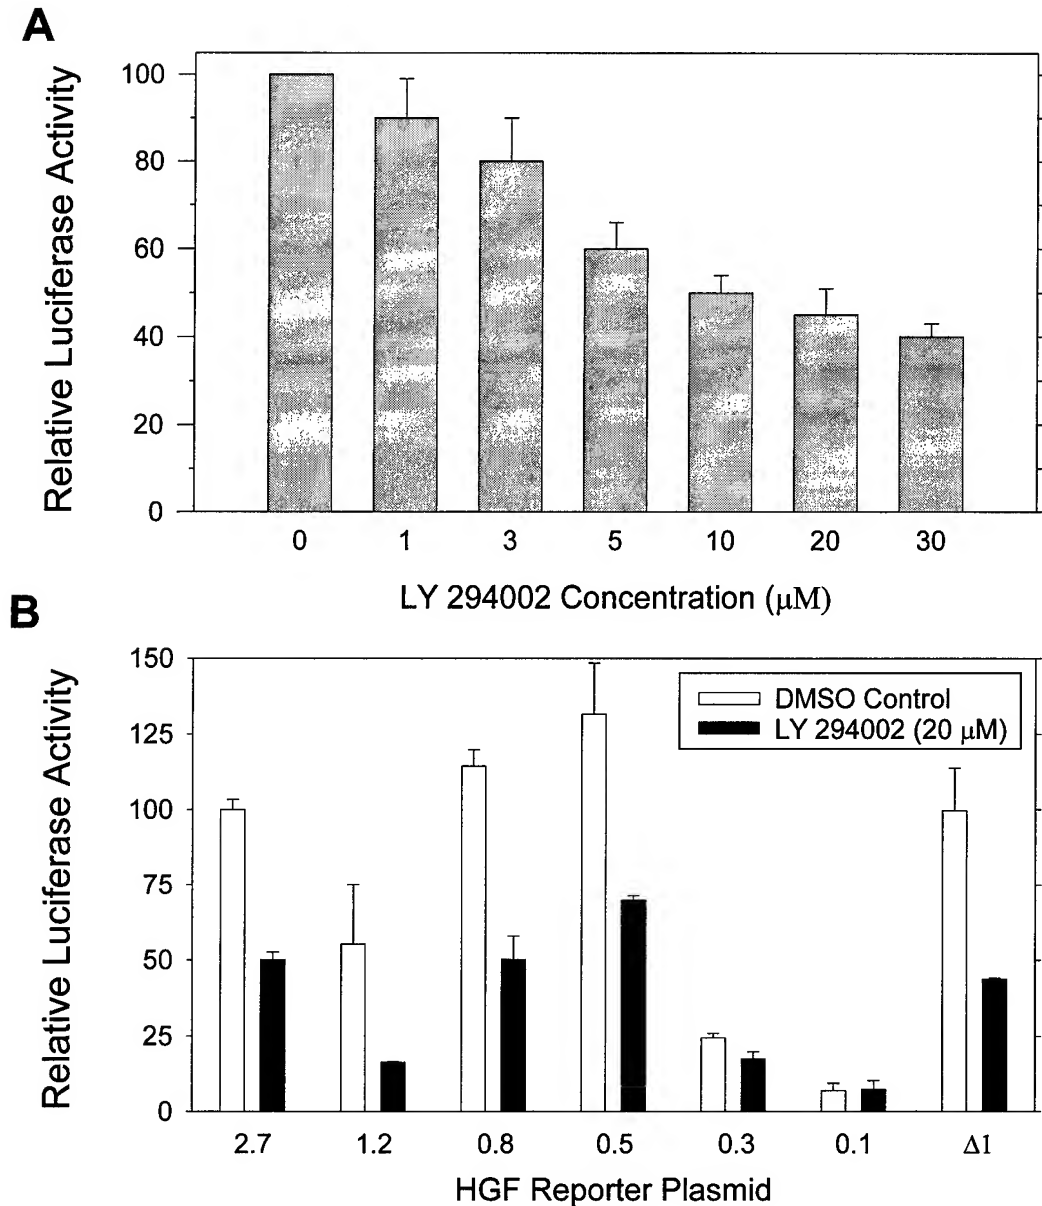 A
Relative Luciferase Activity
100
80
60
40
20
0
0 1 3 5 10 20 30
LY 294002 Concentration (μM)
B
Relative Luciferase Activity
150
125
100
75
50
25
0
DMSO Control
LY 294002 (20 μM)
2.7 1.2 0.8 0.5 0.3 0.1 Δ1
HGF Reporter Plasmid